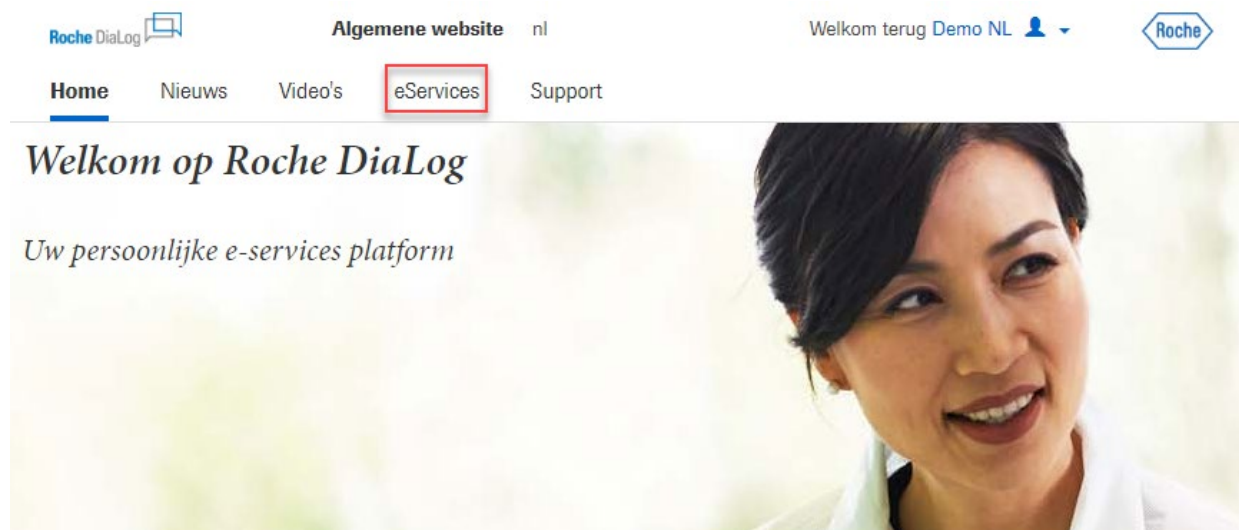 Roche DiaLog
Algemene website nl
Welkom terug Demo NL
Roche
Home Nieuws Video's eServices Support
Welkom op Roche DiaLog
Uw persoonlijke e-services platform